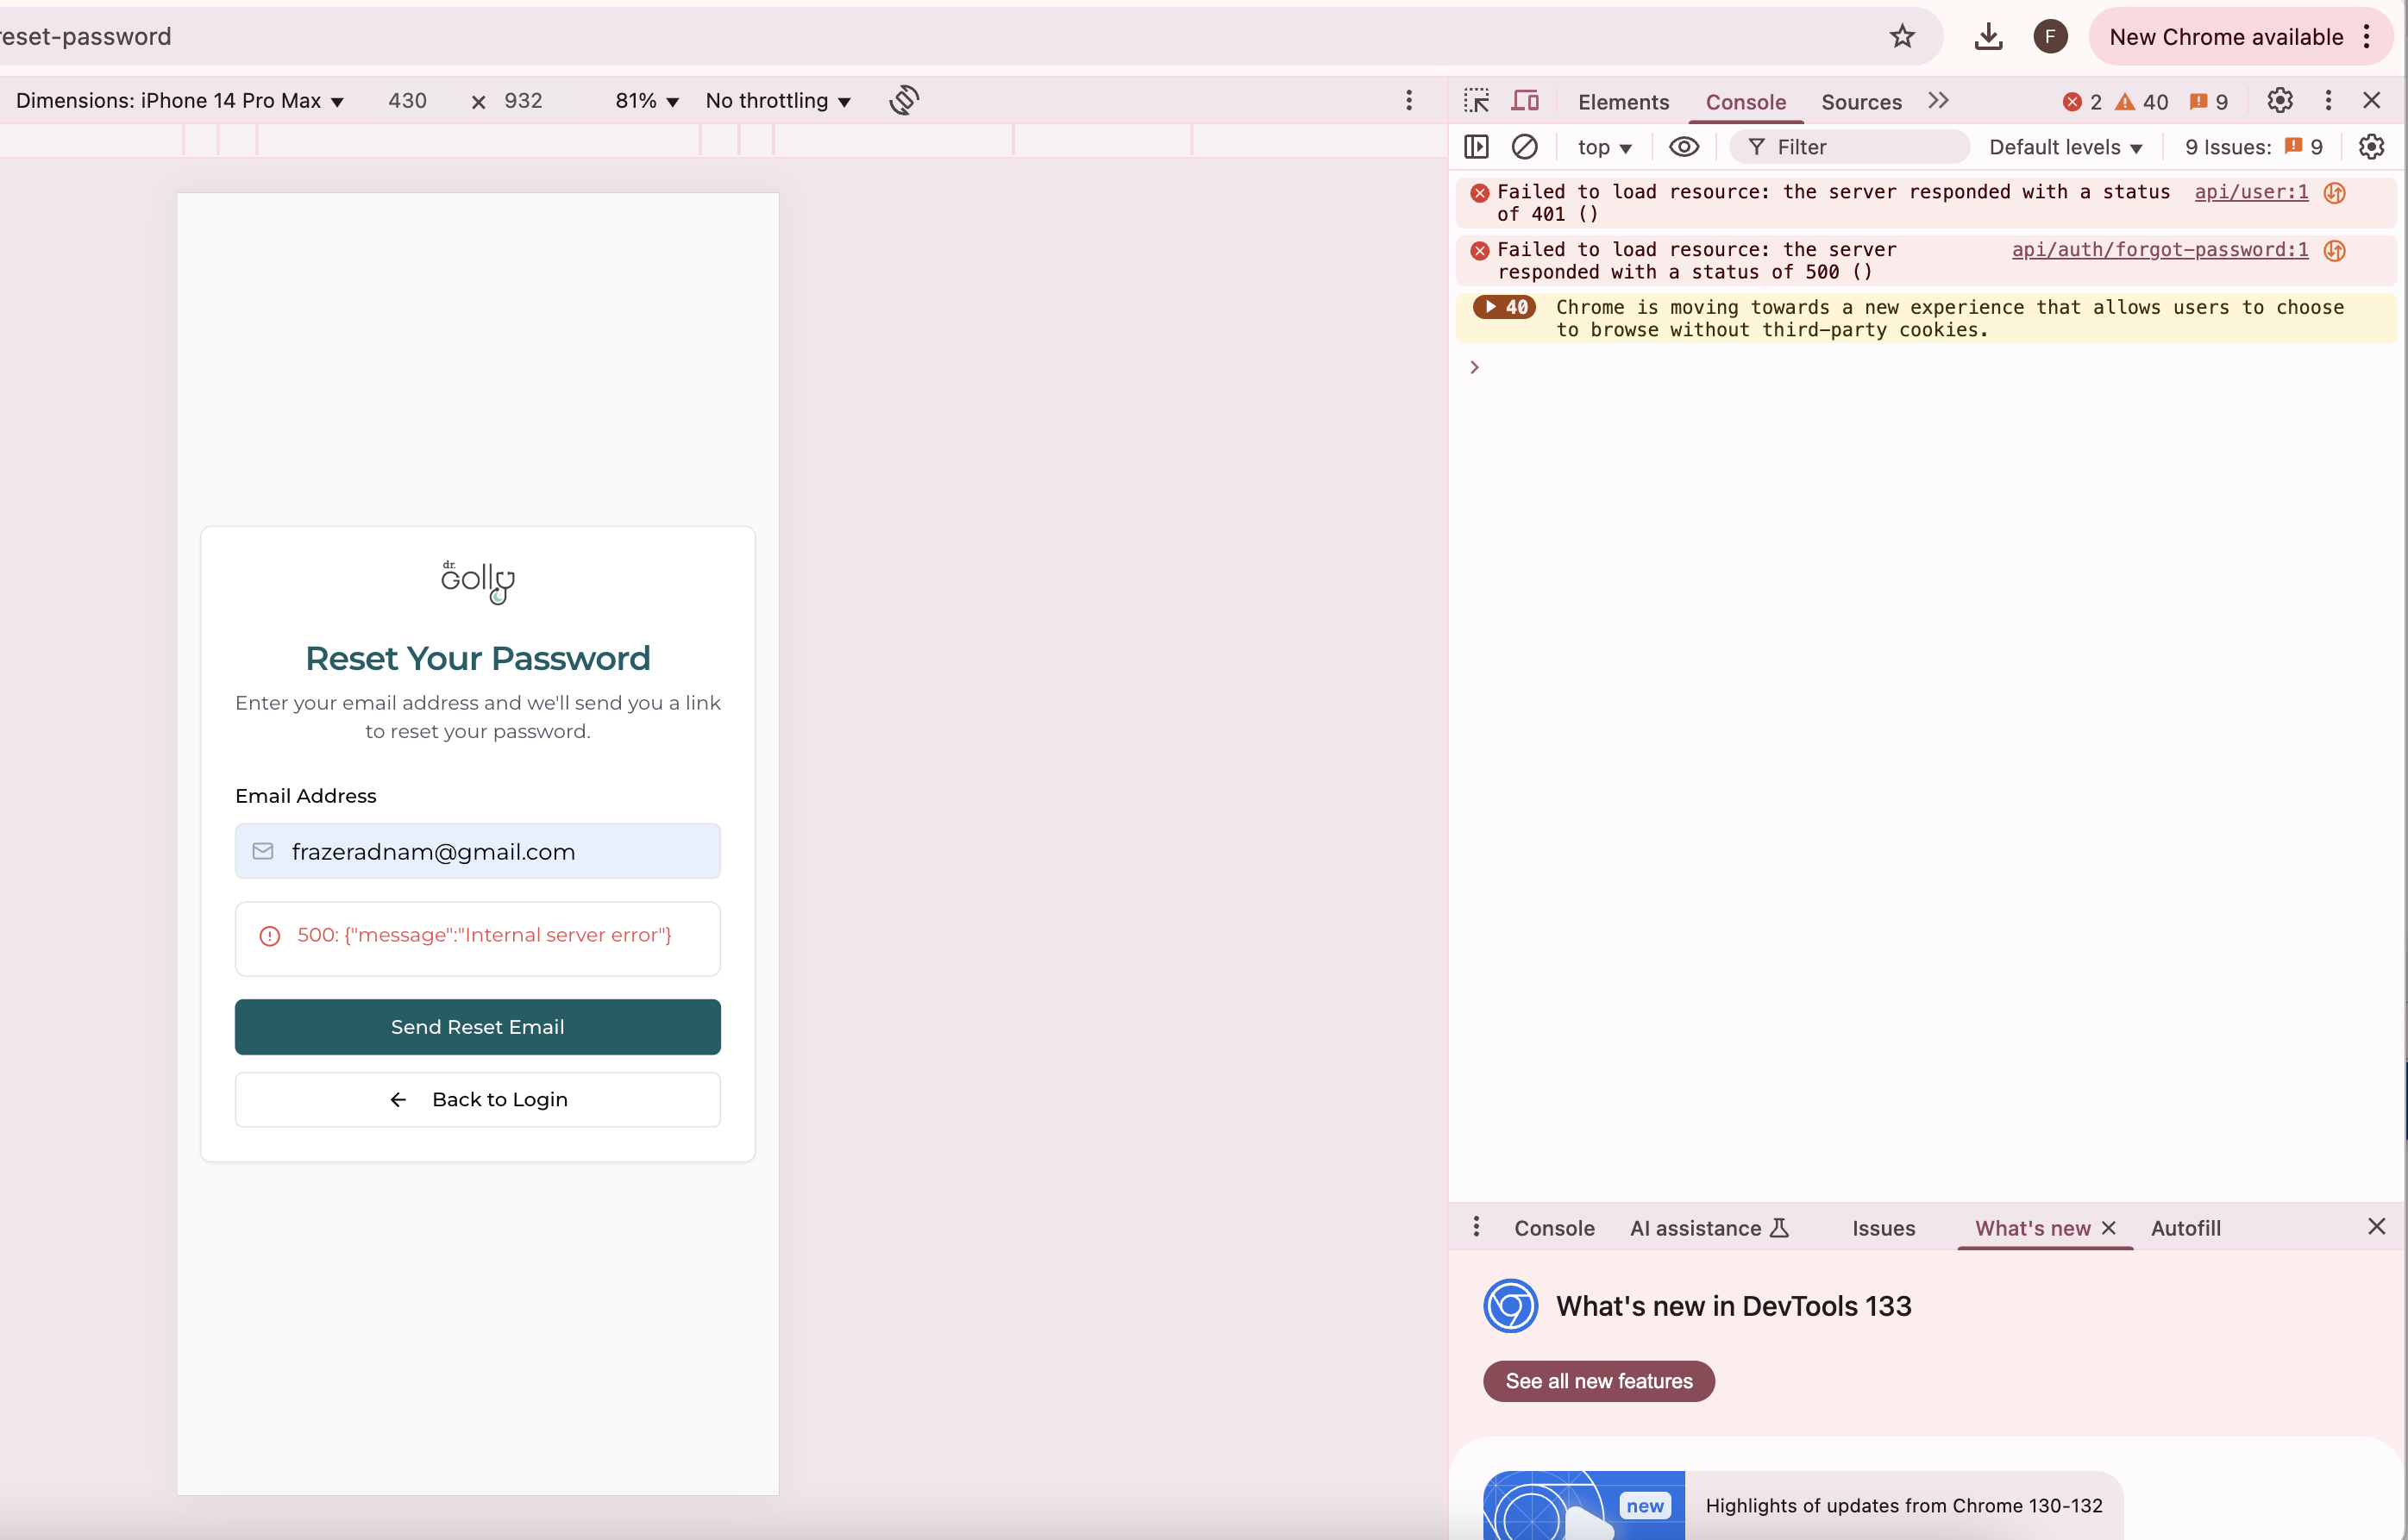 eset-password
New Chrome available
F
Dimensions: iPhone 14 Pro Max
430 × 932
81%
No throttling
Elements
Console
Sources
2
40
9
top
Filter
Default levels
9 Issues:
9
Failed to load resource: the server responded with a status of 401 ()
api/user:1
Failed to load resource: the server responded with a status of 500 ()
api/auth/forgot-password:1
40
Chrome is moving towards a new experience that allows users to choose
to browse without third-party cookies.
dr.
Golly
Reset Your Password
Enter your email address and we'll send you a link
to reset your password.
Email Address
frazeradnam@gmail.com
500: {"message":"Internal server error"}
Send Reset Email
Back to Login
Console
AI assistance
Issues
What's new
Autofill
What's new in DevTools 133
See all new features
new
Highlights of updates from Chrome 130-132